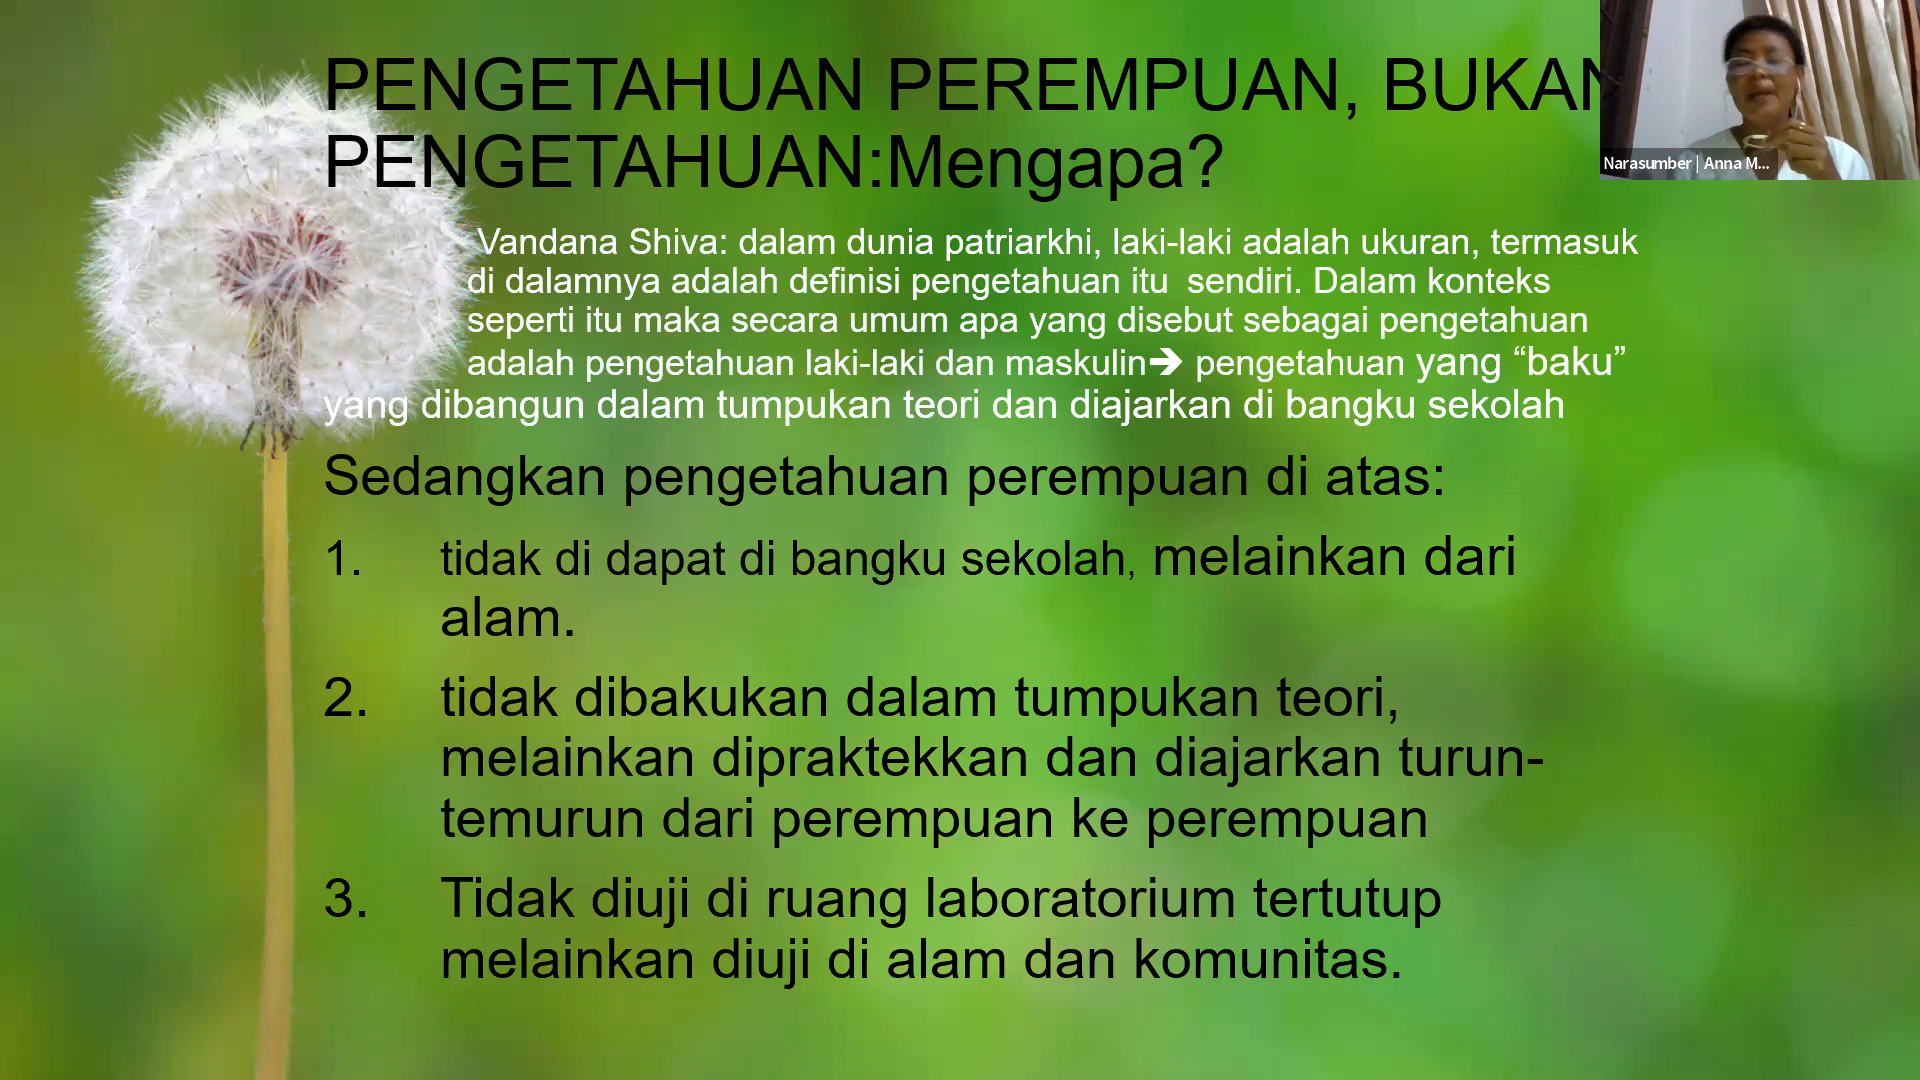 PENGETAHUAN PEREMPUAN, BUKAN
PENGETAHUAN:Mengapa?
Narasumber | Anna M...
Vandana Shiva: dalam dunia patriarkhi, laki-laki adalah ukuran, termasuk
di dalamnya adalah definisi pengetahuan itu  sendiri. Dalam konteks
seperti itu maka secara umum apa yang disebut sebagai pengetahuan
adalah pengetahuan laki-laki dan maskulin➔ pengetahuan yang “baku”
yang dibangun dalam tumpukan teori dan diajarkan di bangku sekolah
Sedangkan pengetahuan perempuan di atas:
1. tidak di dapat di bangku sekolah, melainkan dari
alam.
2. tidak dibakukan dalam tumpukan teori,
melainkan dipraktekkan dan diajarkan turun-
temurun dari perempuan ke perempuan
3. Tidak diuji di ruang laboratorium tertutup
melainkan diuji di alam dan komunitas.